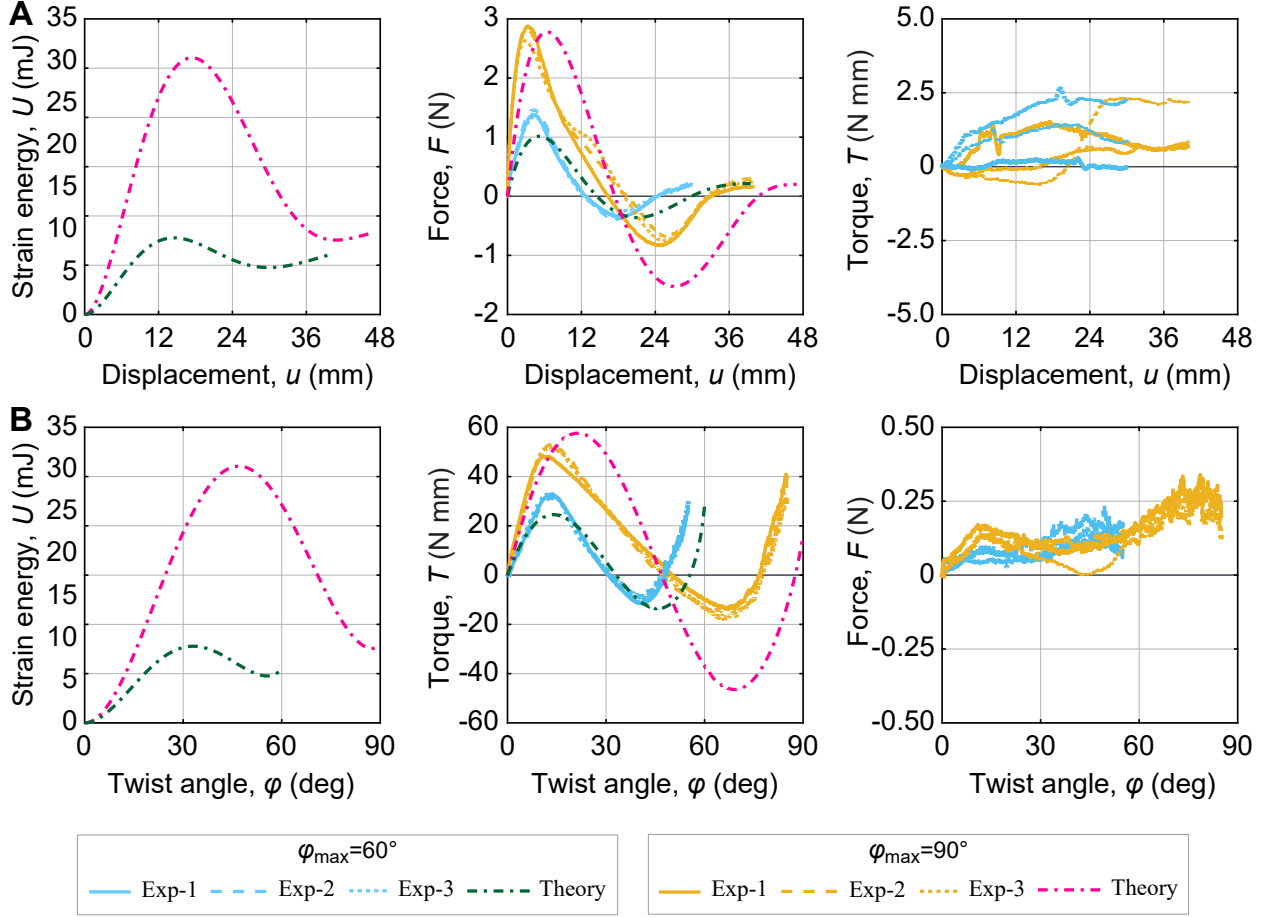 A
Strain energy, U (mJ)
35
30
25
20
15
10
5
0
0 12 24 36 48
Displacement, u (mm)
Force, F (N)
3
2
1
0
-1
-2
0 12 24 36 48
Displacement, u (mm)
Torque, T (N mm)
5.0
2.5
0
-2.5
-5.0
0 12 24 36 48
Displacement, u (mm)
B
Strain energy, U (mJ)
35
30
25
20
15
10
5
0
0 30 60 90
Twist angle, φ (deg)
Torque, T (N mm)
60
40
20
0
-20
-40
-60
0 30 60 90
Twist angle, φ (deg)
Force, F (N)
0.50
0.25
0
-0.25
-0.50
0 30 60 90
Twist angle, φ (deg)
φmax=60°
Exp-1 Exp-2 Exp-3 Theory
φmax=90°
Exp-1 Exp-2 Exp-3 Theory